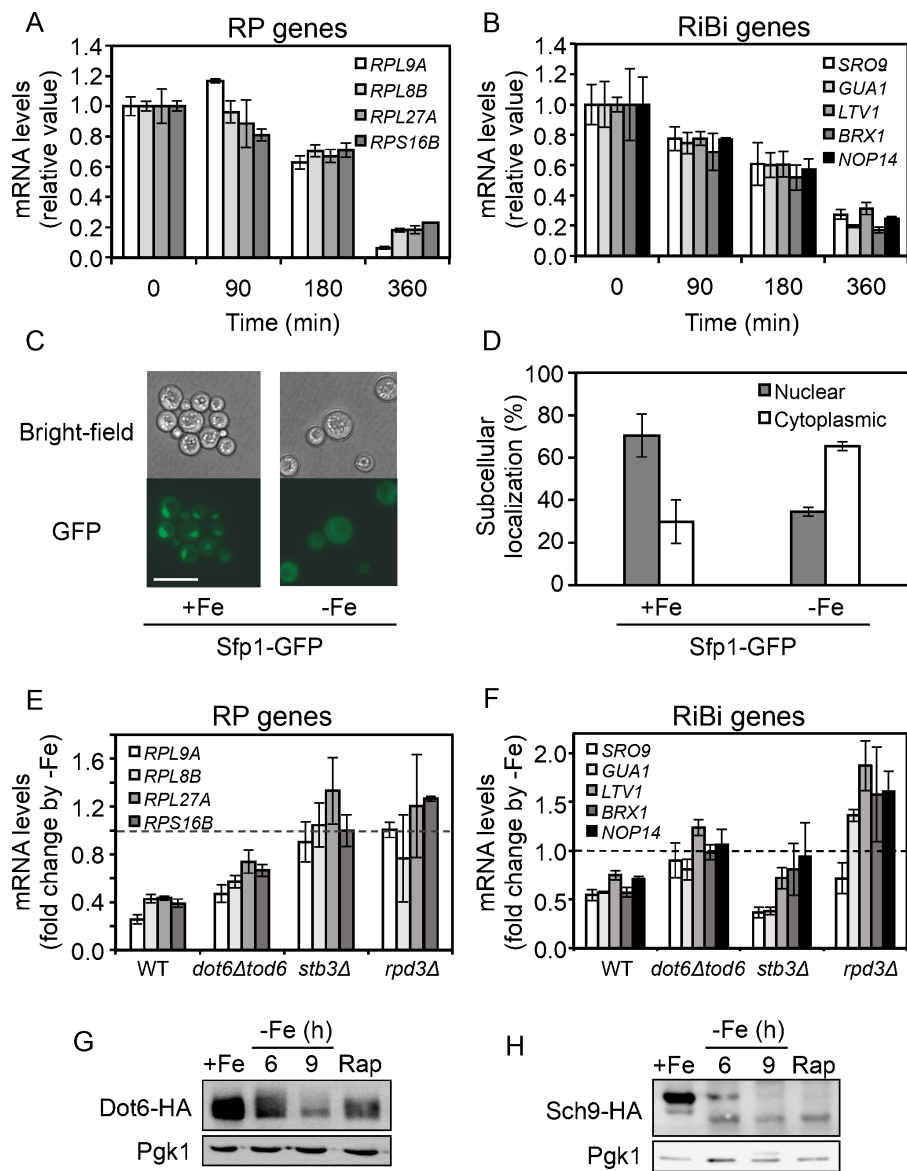 A
RP genes
mRNA levels
(relative value)
1.4
1.2
1.0
0.8
0.6
0.4
0.2
0.0
RPL9A
RPL8B
RPL27A
RPS16B
0 90 180 360
Time (min)
B
RiBi genes
mRNA levels
(relative value)
1.4
1.2
1.0
0.8
0.6
0.4
0.2
0.0
SRO9
GUA1
LTV1
BRX1
NOP14
0 90 180 360
Time (min)
C
Bright-field
GFP
+Fe -Fe
Sfp1-GFP
D
Subcellular
localization (%)
100
80
60
40
20
0
Nuclear
Cytoplasmic
+Fe -Fe
Sfp1-GFP
E
RP genes
mRNA levels
(fold change by -Fe)
1.6
1.2
0.8
0.4
0.0
RPL9A
RPL8B
RPL27A
RPS16B
WT dot6Δtod6 stb3Δ rpd3Δ
F
RiBi genes
mRNA levels
(fold change by -Fe)
2.0
1.5
1.0
0.5
0.0
SRO9
GUA1
LTV1
BRX1
NOP14
WT dot6Δtod6 stb3Δ rpd3Δ
G
-Fe (h)
+Fe 6 9 Rap
Dot6-HA
Pgk1
H
-Fe (h)
+Fe 6 9 Rap
Sch9-HA
Pgk1